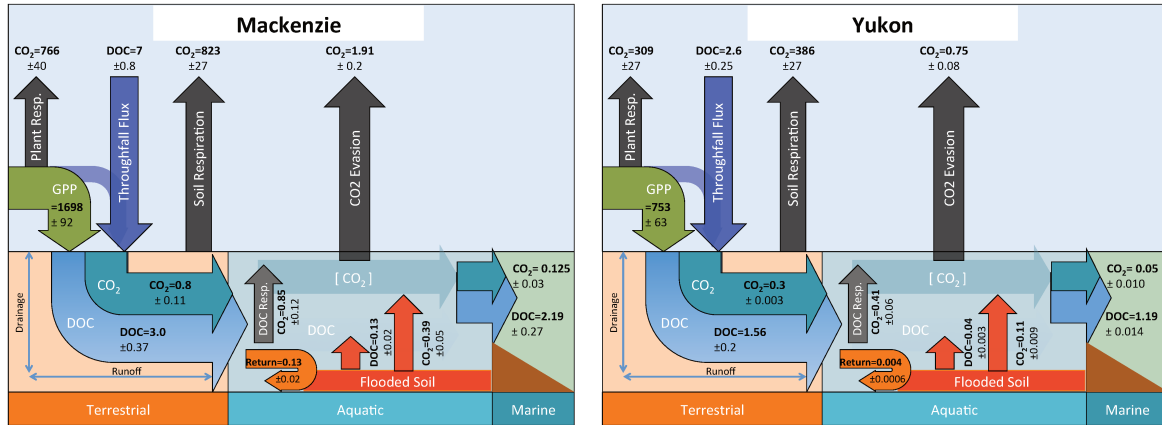 Mackenzie
CO2=766
±40
DOC=7
±0.8
CO2=823
±27
CO2=1.91
± 0.2
Plant Resp.
Throughfall Flux
Soil Respiration
CO2 Evasion
GPP
=1698
± 92
CO2
CO2=0.8
± 0.11
DOC
DOC=3.0
±0.37
Drainage
Runoff
DOC Resp.
CO2=0.85
±0.12
[ CO2 ]
DOC
DOC=0.13
±0.02
CO2=0.39
±0.05
Return=0.13
±0.02
Flooded Soil
CO2= 0.125
± 0.03
DOC=2.19
± 0.27
Terrestrial
Aquatic
Marine
Yukon
CO2=309
±27
DOC=2.6
±0.25
CO2=386
±27
CO2=0.75
± 0.08
Plant Resp.
Throughfall Flux
Soil Respiration
CO2 Evasion
GPP
=753
± 63
CO2
CO2=0.3
± 0.003
DOC
DOC=1.56
± 0.2
Drainage
Runoff
DOC Resp.
CO2=0.41
± 0.06
[ CO2 ]
DOC
DOC=0.04
±0.003
CO2=0.11
±0.009
Return=0.004
±0.0006
Flooded Soil
CO2= 0.05
± 0.010
DOC=1.19
± 0.014
Terrestrial
Aquatic
Marine